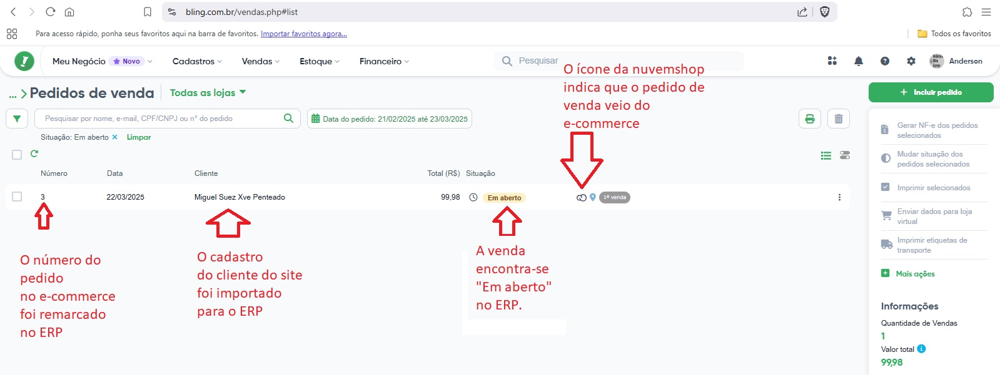 bling.com.br/vendas.php#list
Para acesso rápido, ponha seus favoritos aqui na barra de favoritos. Importar favoritos agora...
Todos os favoritos
Meu Negócio Novo Cadastros Vendas Estoque Financeiro
Pesquisar
Anderson
O ícone da nuvemshop
indica que o pedido de
venda veio do
e-commerce
... Pedidos de venda
Todas as lojas
+ Incluir pedido
Pesquisar por nome, e-mail, CPF/CNPJ ou n° do pedido
Data do pedido: 21/02/2025 até 23/03/2025
Situação: Em aberto × Limpar
Número Data Cliente Total (R$) Situação
3 22/03/2025 Miguel Suez Xve Penteado 99,98 Em aberto 1ª venda
O número do
pedido
no e-commerce
foi remarcado
no ERP
O cadastro
do cliente do site
foi importado
para o ERP
A venda
encontra-se
"Em aberto"
no ERP.
Gerar NF-e dos pedidos
selecionados
Mudar situação dos
pedidos selecionados
Imprimir selecionados
Enviar dados para loja
virtual
Imprimir etiquetas de
transporte
Mais ações
Informações
Quantidade de Vendas
1
Valor total
99,98